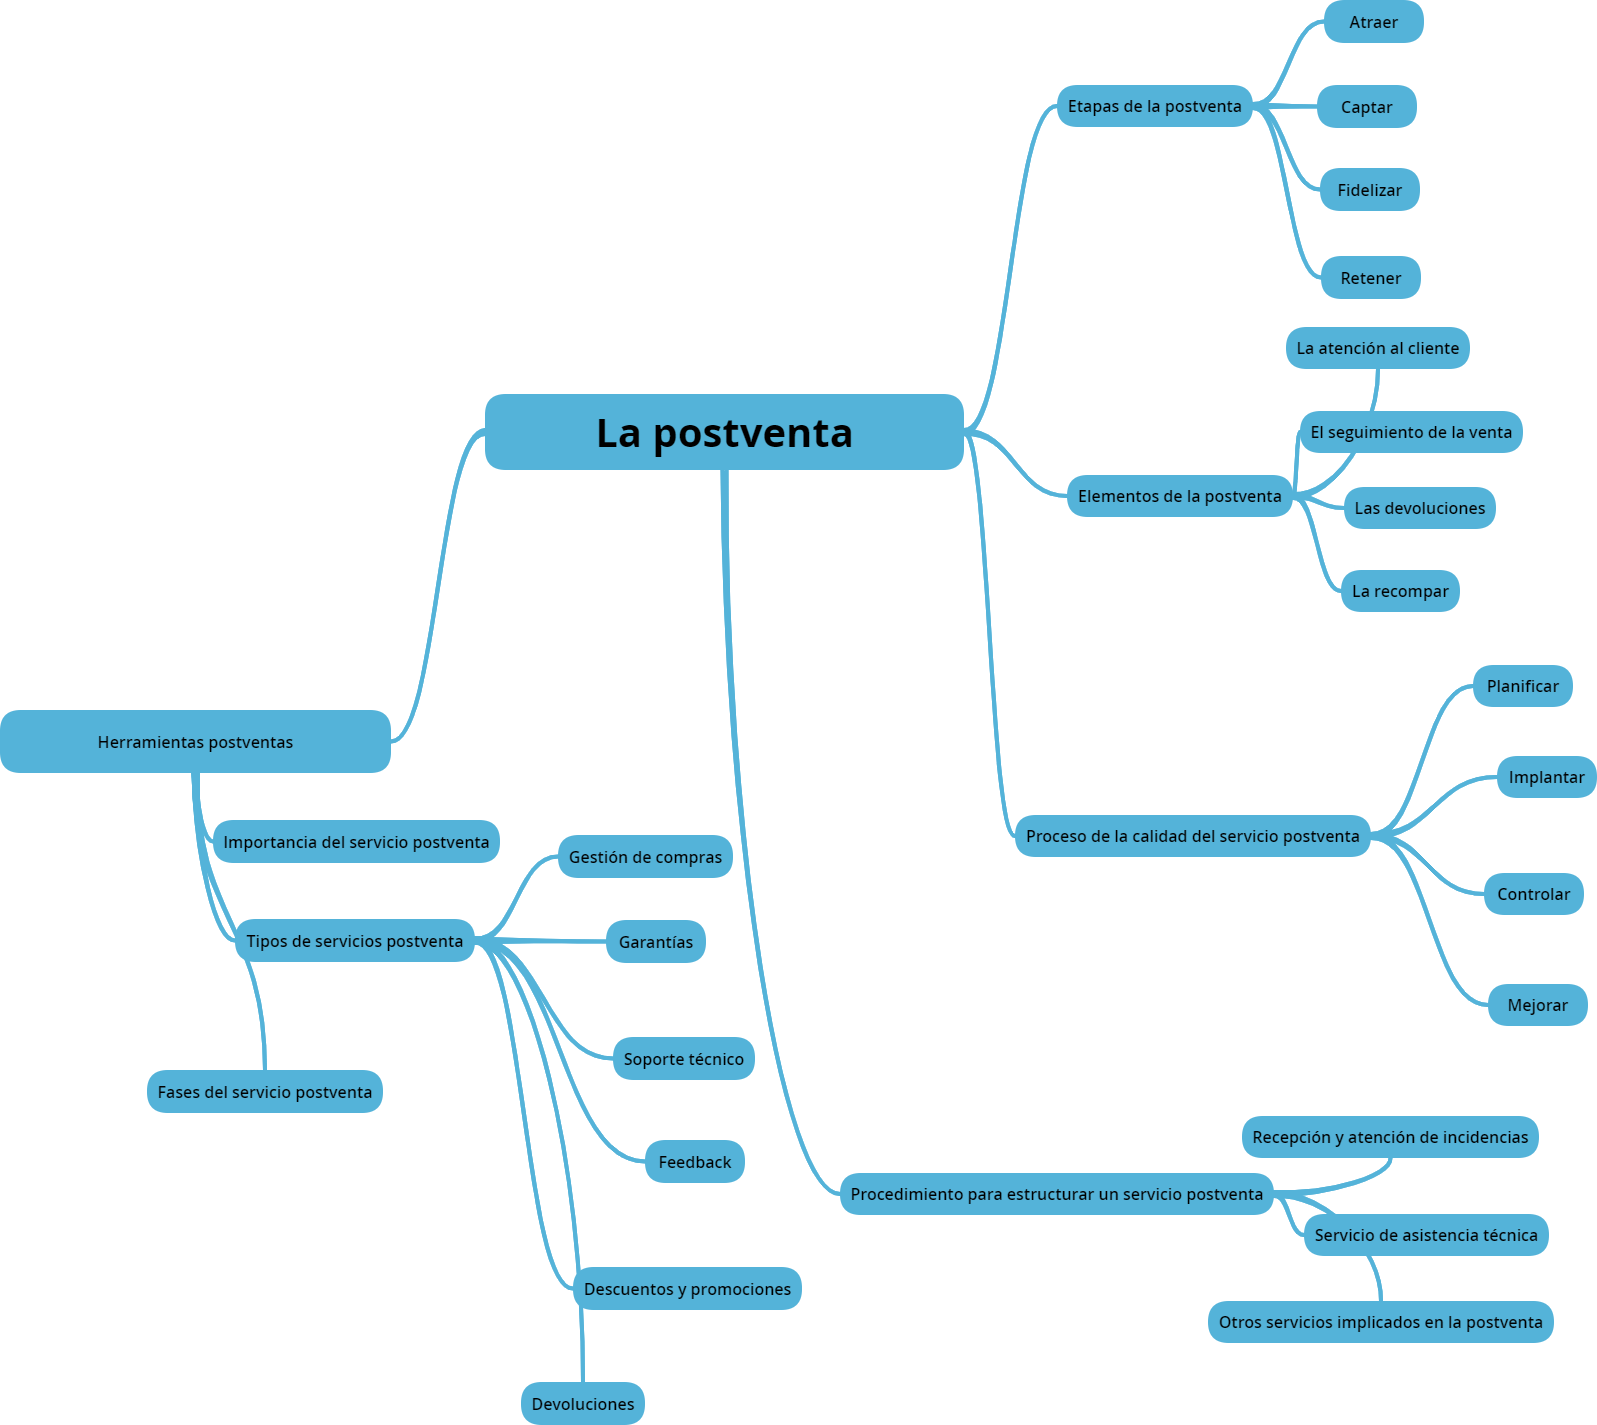 La postventa
Etapas de la postventa
Atraer
Captar
Fidelizar
Retener
Elementos de la postventa
La atención al cliente
El seguimiento de la venta
Las devoluciones
La recompar
Proceso de la calidad del servicio postventa
Planificar
Implantar
Controlar
Mejorar
Procedimiento para estructurar un servicio postventa
Recepción y atención de incidencias
Servicio de asistencia técnica
Otros servicios implicados en la postventa
Herramientas postventas
Importancia del servicio postventa
Tipos de servicios postventa
Gestión de compras
Garantías
Soporte técnico
Feedback
Descuentos y promociones
Devoluciones
Fases del servicio postventa